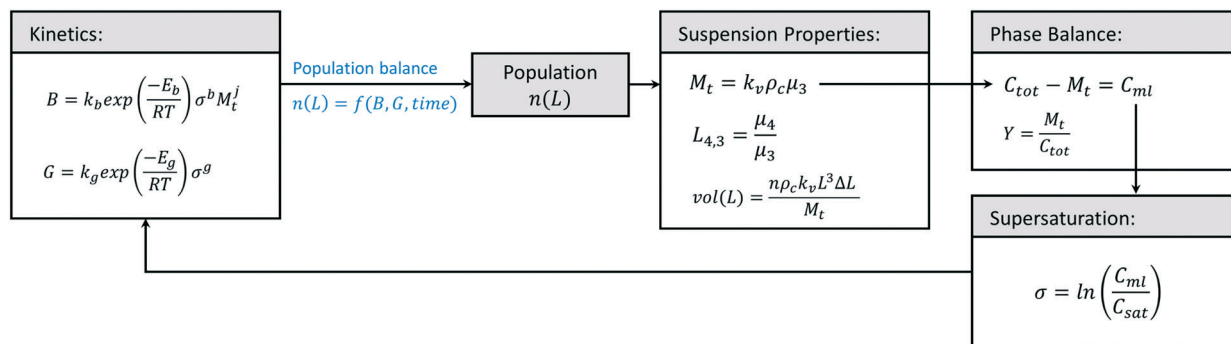 Kinetics:
B = k_b exp(−E_b/RT) σ^b M_t^j
G = k_g exp(−E_g/RT) σ^g
Population balance
n(L) = f(B, G, time)
Population
n(L)
Suspension Properties:
M_t = k_v ρ_c μ_3
L_{4,3} = μ_4/μ_3
vol(L) = nρ_c k_v L^3 ΔL/M_t
Phase Balance:
C_tot − M_t = C_ml
Y = M_t/C_tot
Supersaturation:
σ = ln(C_ml/C_sat)